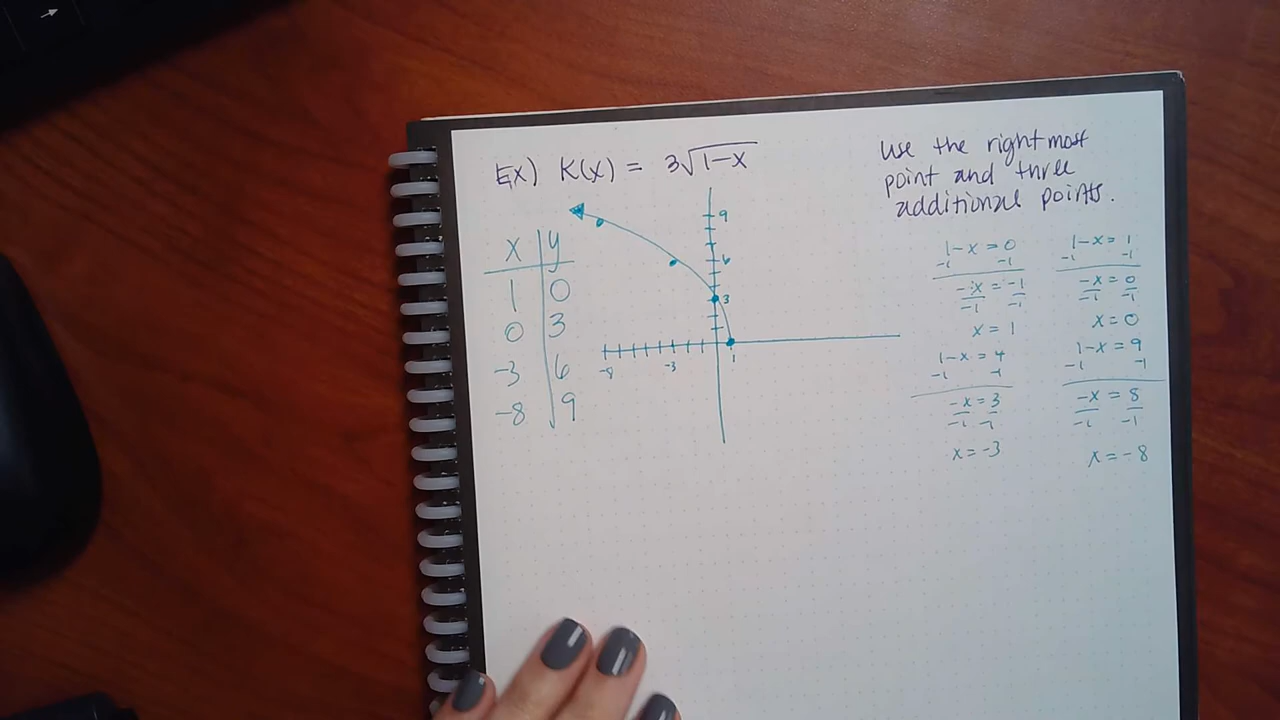 Ex) K(x) = 3√(1-x)
use the rightmost
point and three
additional points.
x | y
1 | 0
0 | 3
-3 | 6
-8 | 9
9
6
3
-8 -3 1
1-x=0
-1 -1
-x = -1
-1 -1
x = 1
1-x = 1
-1 -1
-x = 0
-1 -1
x=0
1-x = 4
-1 -1
-x = 3
-1 -1
x = -3
1-x = 9
-1 -1
-x = 8
-1 -1
x = -8